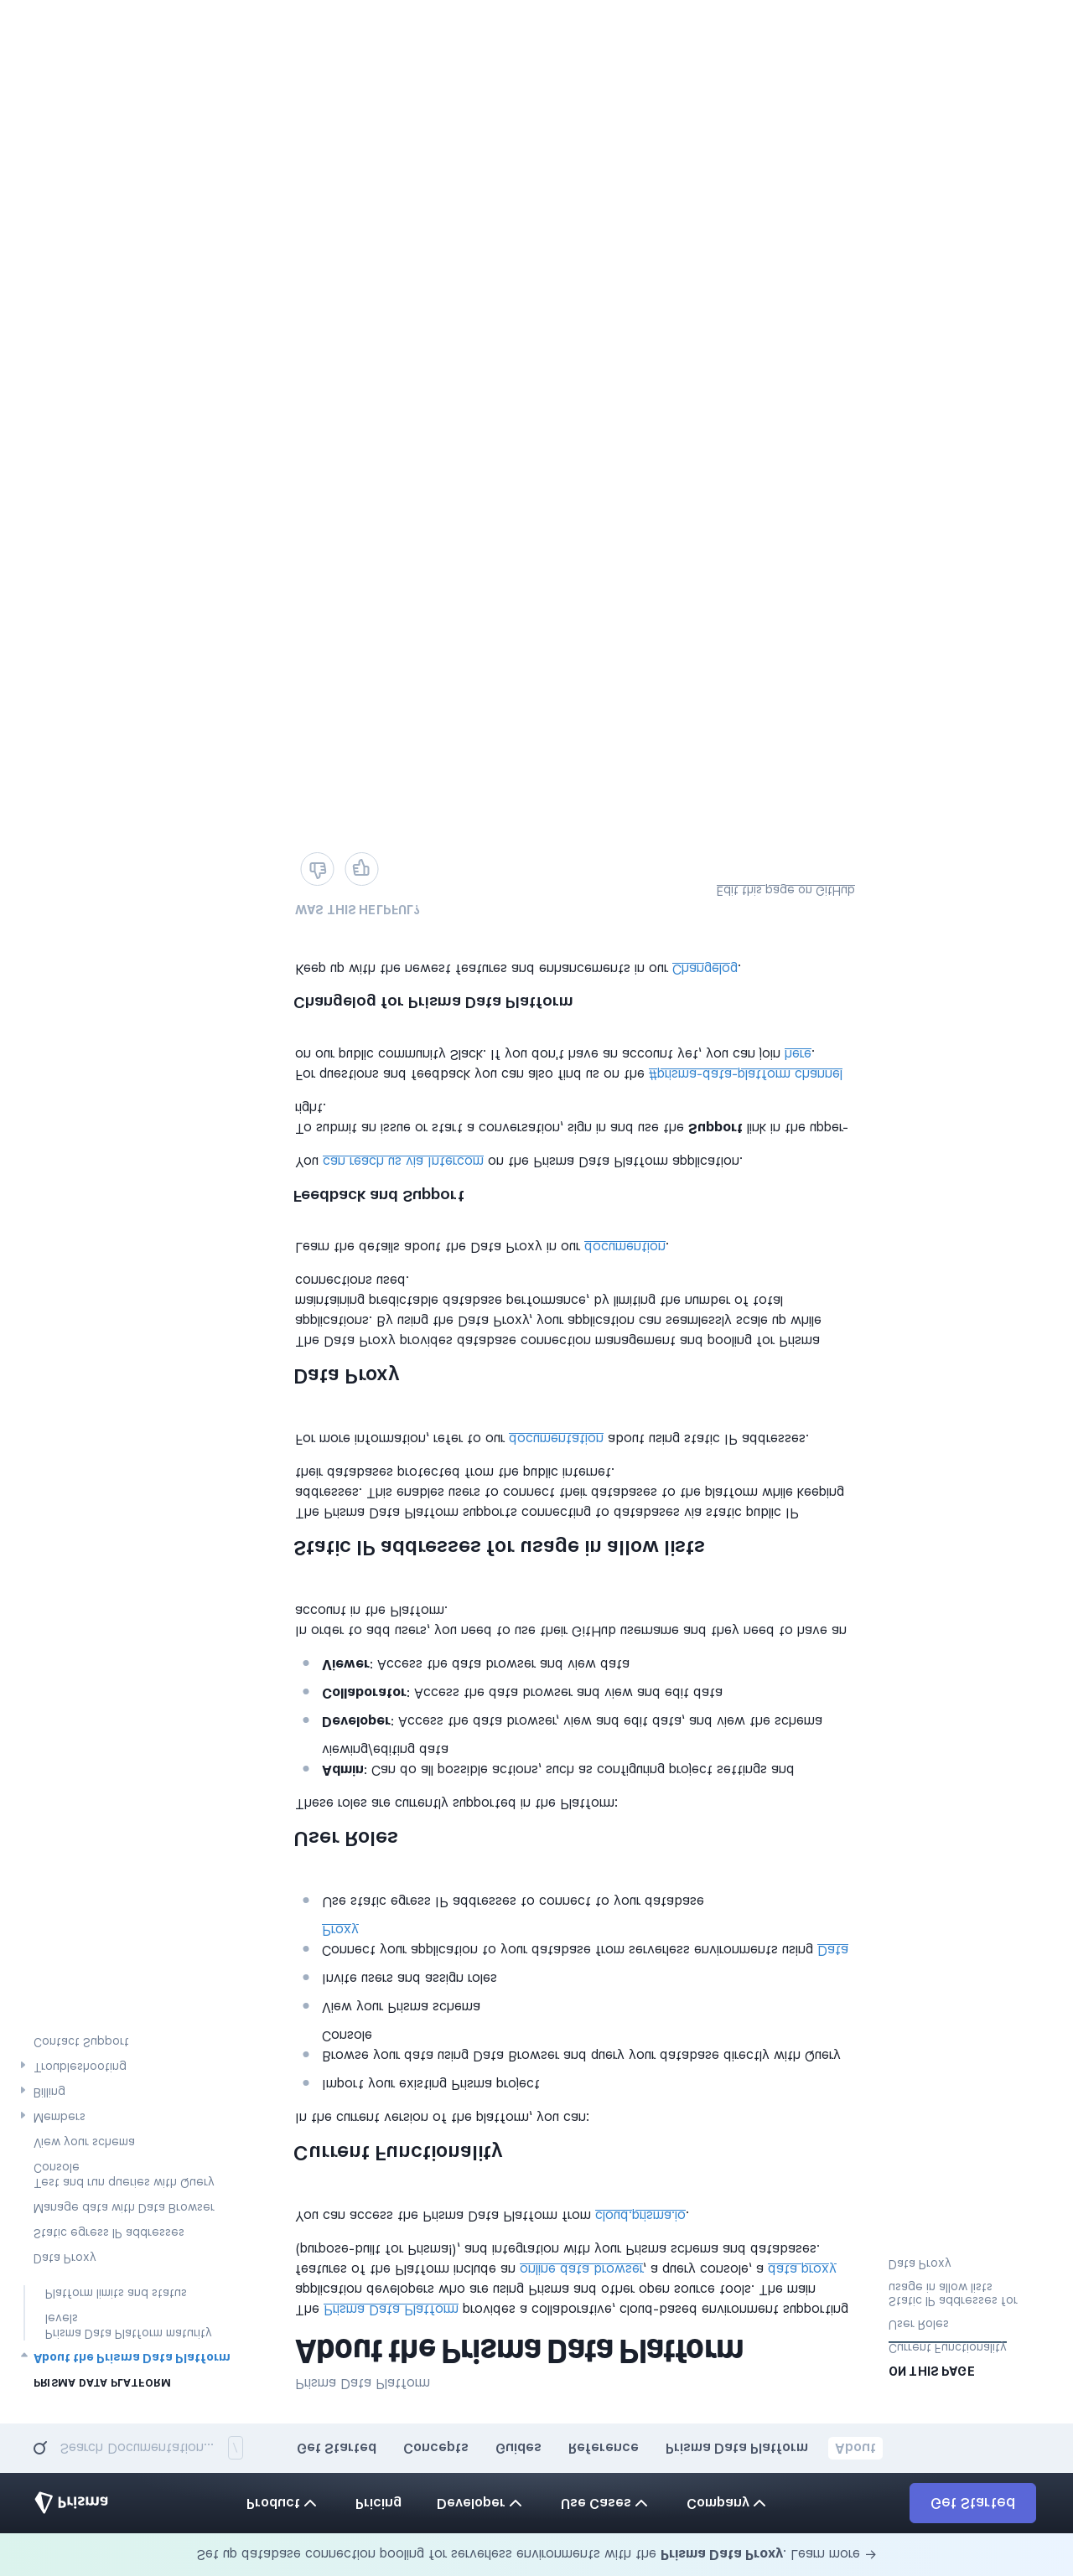 Set up database connection pooling for serverless environments with the Prisma Data Proxy. Learn more →
Prisma
Product
Pricing
Developer
Use Cases
Company
Get Started
Search Documentation...
/
Get Started
Concepts
Guides
Reference
Prisma Data Platform
About
PRISMA DATA PLATFORM
About the Prisma Data Platform
Prisma Data Platform maturity
levels
Platform limits and status
Data Proxy
Static egress IP addresses
Manage data with Data Browser
Test and run queries with Query
Console
View your schema
Members
Billing
Troubleshooting
Contact Support
Prisma Data Platform
About the Prisma Data Platform
The Prisma Data Platform provides a collaborative, cloud-based environment supporting
application developers who are using Prisma and other open source tools. The main
features of the Platform include an online data browser, a query console, a data proxy
(purpose-built for Prisma!), and integration with your Prisma schema and databases.
You can access the Prisma Data Platform from cloud.prisma.io.
Current Functionality
In the current version of the platform, you can:
Import your existing Prisma project
Browse your data using Data Browser and query your database directly with Query
Console
View your Prisma schema
Invite users and assign roles
Connect your application to your database from serverless environments using Data
Proxy
Use static egress IP addresses to connect to your database
User Roles
These roles are currently supported in the Platform:
Admin: Can do all possible actions, such as configuring project settings and
viewing/editing data
Developer: Access the data browser, view and edit data, and view the schema
Collaborator: Access the data browser and view and edit data
Viewer: Access the data browser and view data
In order to add users, you need to use their GitHub username and they need to have an
account in the Platform.
Static IP addresses for usage in allow lists
The Prisma Data Platform supports connecting to databases via static public IP
addresses. This enables users to connect their databases to the platform while keeping
their databases protected from the public internet.
For more information, refer to our documentation about using static IP addresses.
Data Proxy
The Data Proxy provides database connection management and pooling for Prisma
applications. By using the Data Proxy, your application can seamlessly scale up while
maintaining predictable database performance, by limiting the number of total
connections used.
Learn the details about the Data Proxy in our documention.
Feedback and Support
You can reach us via Intercom on the Prisma Data Platform application.
To submit an issue or start a conversation, sign in and use the Support link in the upper-
right.
For questions and feedback you can also find us on the #prisma-data-platform channel
on our public community Slack. If you don't have an account yet, you can join here.
Changelog for Prisma Data Platform
Keep up with the newest features and enhancements in our Changelog.
WAS THIS HELPFUL?
Edit this page on GitHub
ON THIS PAGE
Current Functionality
User Roles
Static IP addresses for
usage in allow lists
Data Proxy